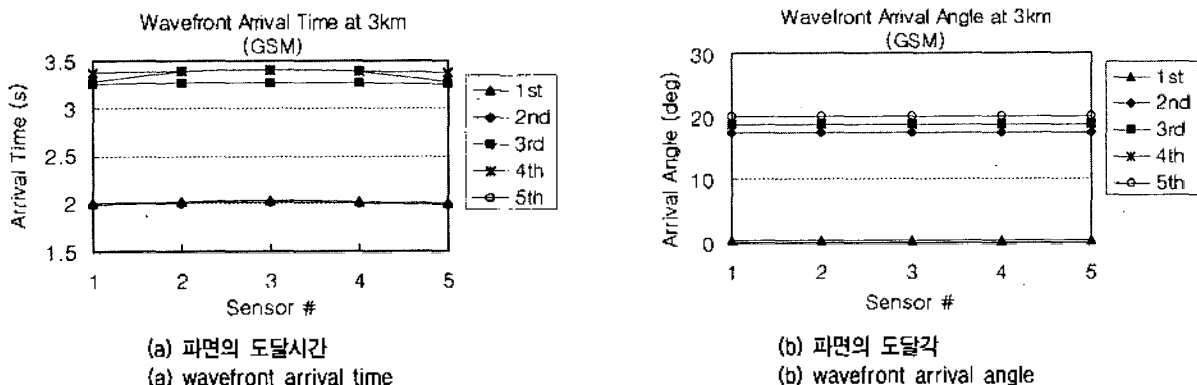 Wavefront Arrival Time at 3km
(GSM)
Arrival Time (s)
3.5
3
2.5
2
1.5
1 2 3 4 5
Sensor #
1st
2nd
3rd
4th
5th
(a) 파면의 도달시간
(a) wavefront arrival time
Wavefront Arrival Angle at 3km
(GSM)
Arrival Angle (deg)
30
20
10
0
1 2 3 4 5
Sensor #
1st
2nd
3rd
4th
5th
(b) 파면의 도달각
(b) wavefront arrival angle